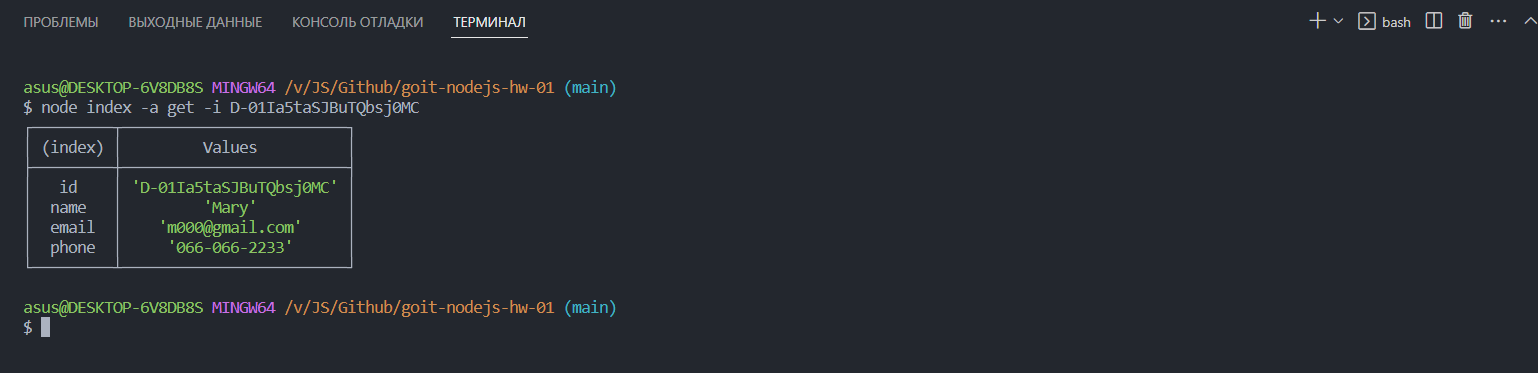 ПРОБЛЕМЫ ВЫХОДНЫЕ ДАННЫЕ КОНСОЛЬ ОТЛАДКИ ТЕРМИНАЛ bash
asus@DESKTOP-6V8DB8S MINGW64 /v/JS/Github/goit-nodejs-hw-01 (main)
$ node index -a get -i D-01Ia5taSJBuTQbsj0MC
(index) Values
id 'D-01Ia5taSJBuTQbsj0MC'
name 'Mary'
email 'm000@gmail.com'
phone '066-066-2233'
asus@DESKTOP-6V8DB8S MINGW64 /v/JS/Github/goit-nodejs-hw-01 (main)
$